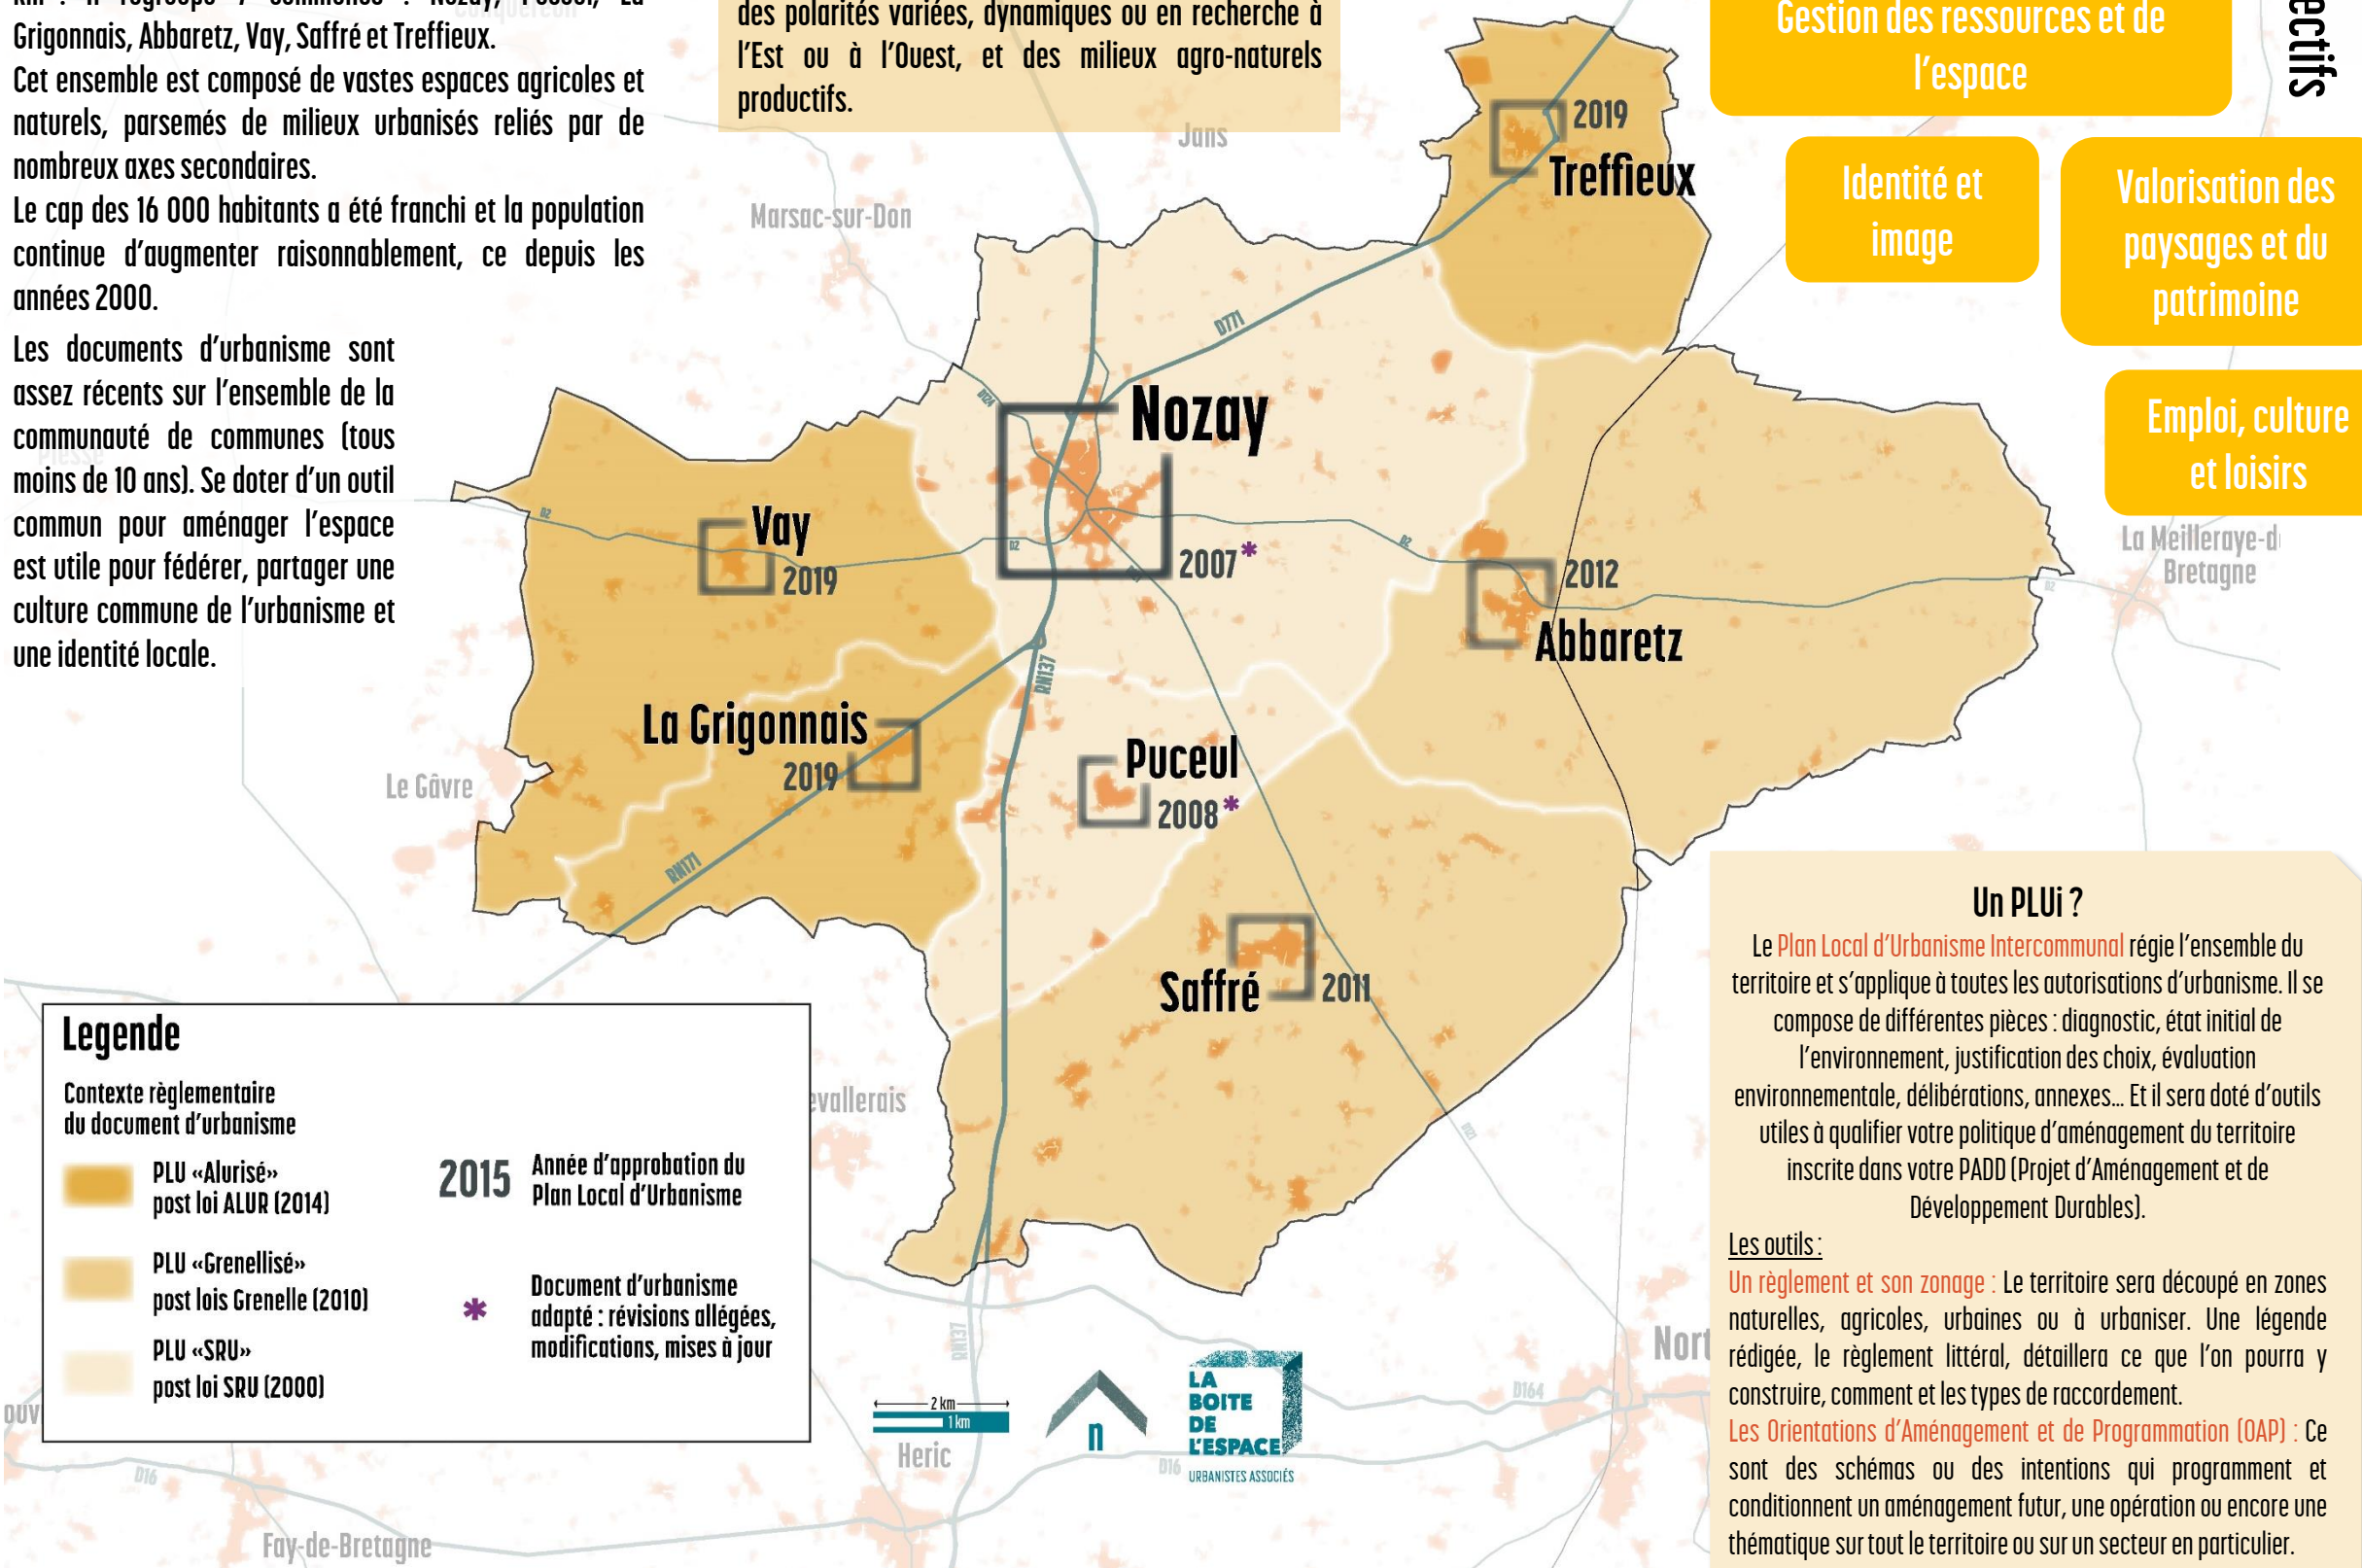 Grigonnais, Abbaretz, Vay, Saffré et Treffieux.
Cet ensemble est composé de vastes espaces agricoles et
naturels, parsemés de milieux urbanisés reliés par de
nombreux axes secondaires.
Le cap des 16 000 habitants a été franchi et la population
continue d'augmenter raisonnablement, ce depuis les
années 2000.
Les documents d'urbanisme sont
assez récents sur l'ensemble de la
communauté de communes (tous
moins de 10 ans). Se doter d'un outil
commun pour aménager l'espace
est utile pour fédérer, partager une
culture commune de l'urbanisme et
une identité locale.
des polarités variées, dynamiques ou en recherche à
l'Est ou à l'Ouest, et des milieux agro-naturels
productifs.
Gestion des ressources et de
l'espace
ectifs
Identité et
image
Valorisation des
paysages et du
patrimoine
Emploi, culture
et loisirs
Jans
Marsac-sur-Don
2019
Treffieux
D771
D124
Nozay
2007*
Vay
2019
D2
D2
D2
D2
2012
Abbaretz
La Meilleraye-d
Bretagne
La Grigonnais
2019
RN137
Puceul
2008*
Le Gâvre
RN171
Saffré
2011
evallerais
D21
RN137
Nort
D164
Heric
D16
D16
Fay-de-Bretagne
ouv
Legende
Contexte règlementaire
du document d'urbanisme
PLU «Alurisé»
post loi ALUR (2014)
PLU «Grenellisé»
post lois Grenelle (2010)
PLU «SRU»
post loi SRU (2000)
2015 Année d'approbation du
Plan Local d'Urbanisme
* Document d'urbanisme
adapté : révisions allégées,
modifications, mises à jour
2 km
1 km
n
LA
BOITE
DE
L'ESPACE
URBANISTES ASSOCIÉS
Un PLUi ?
Le Plan Local d'Urbanisme Intercommunal régie l'ensemble du
territoire et s'applique à toutes les autorisations d'urbanisme. Il se
compose de différentes pièces : diagnostic, état initial de
l'environnement, justification des choix, évaluation
environnementale, délibérations, annexes... Et il sera doté d'outils
utiles à qualifier votre politique d'aménagement du territoire
inscrite dans votre PADD (Projet d'Aménagement et de
Développement Durables).
Les outils :
Un règlement et son zonage : Le territoire sera découpé en zones
naturelles, agricoles, urbaines ou à urbaniser. Une légende
rédigée, le règlement littéral, détaillera ce que l'on pourra y
construire, comment et les types de raccordement.
Les Orientations d'Aménagement et de Programmation (OAP) : Ce
sont des schémas ou des intentions qui programment et
conditionnent un aménagement futur, une opération ou encore une
thématique sur tout le territoire ou sur un secteur en particulier.